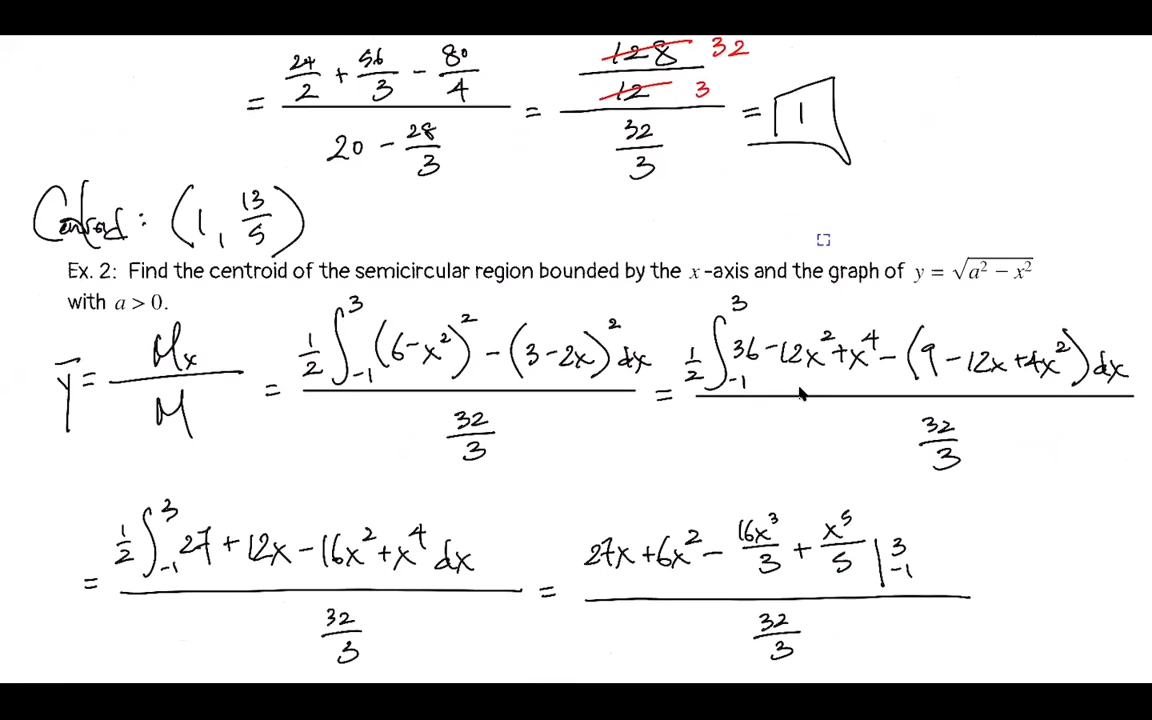 = (24/2 + 56/3 - 80/4) / (20 - 28/3) = (128/12) / (32/3) 32 3 = 1
Centroid: (1, 13/5)
Ex. 2: Find the centroid of the semicircular region bounded by the x-axis and the graph of y = √(a² − x²)
with a > 0.
ȳ = Mx / M = (1/2 ∫₋₁³ (6-x²)² - (3-2x)² dx) / (32/3) = (1/2 ∫₋₁³ 36-12x²+x⁴ - (9-12x+4x²) dx) / (32/3)
= (1/2 ∫₋₁³ 27+12x-16x²+x⁴ dx) / (32/3) = (27x+6x² - 16x³/3 + x⁵/5 |₋₁³) / (32/3)